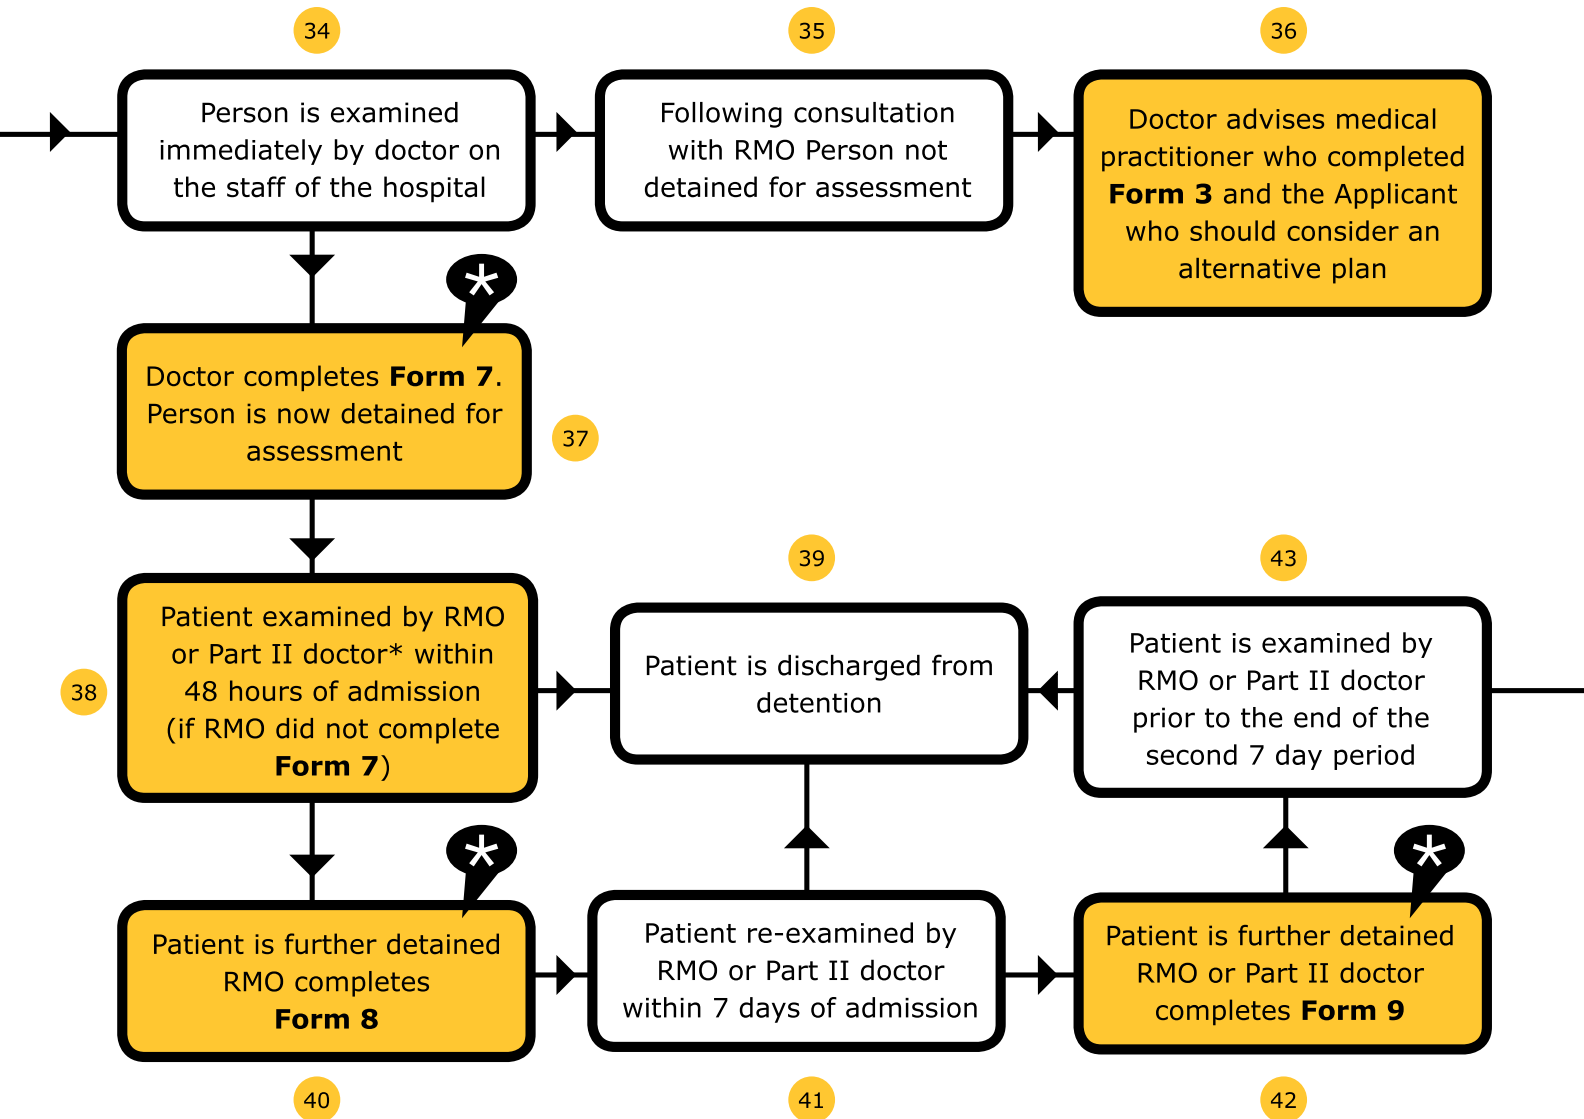 34
Person is examined
immediately by doctor on
the staff of the hospital
35
Following consultation
with RMO Person not
detained for assessment
36
Doctor advises medical
practitioner who completed
Form 3 and the Applicant
who should consider an
alternative plan
*
Doctor completes Form 7.
Person is now detained for
assessment
37
38
Patient examined by RMO
or Part II doctor* within
48 hours of admission
(if RMO did not complete
Form 7)
39
Patient is discharged from
detention
43
Patient is examined by
RMO or Part II doctor
prior to the end of the
second 7 day period
*
Patient is further detained
RMO completes
Form 8
40
Patient re-examined by
RMO or Part II doctor
within 7 days of admission
41
*
Patient is further detained
RMO or Part II doctor
completes Form 9
42